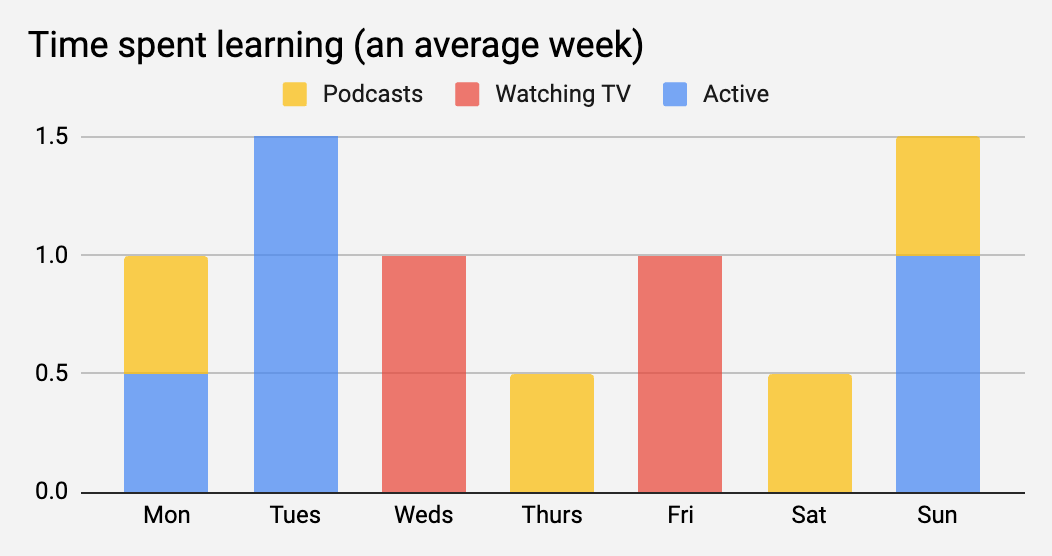 Time spent learning (an average week)
Podcasts Watching TV Active
1.5
1.0
0.5
0.0
Mon Tues Weds Thurs Fri Sat Sun